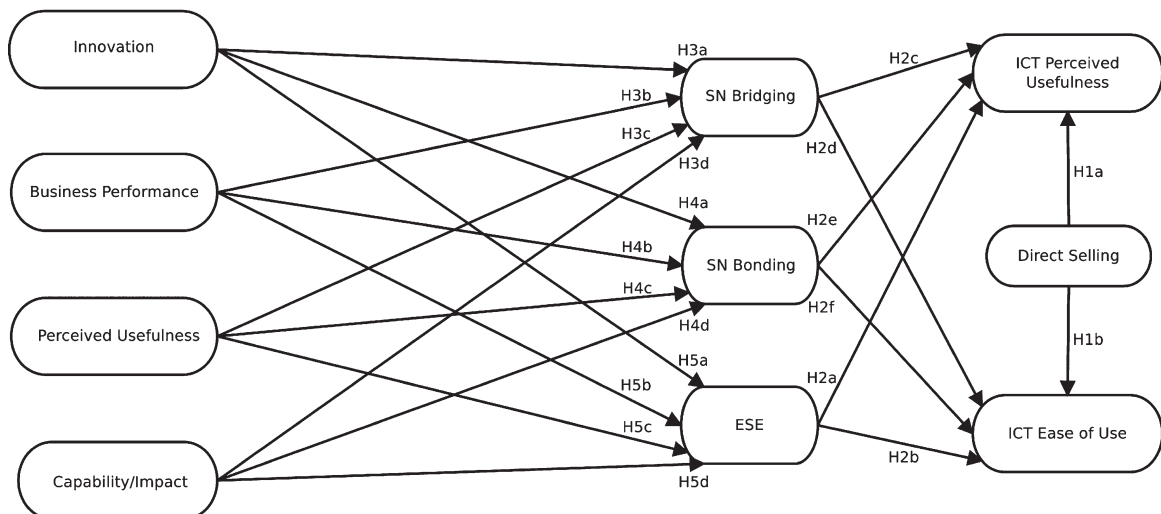 Innovation
Business Performance
Perceived Usefulness
Capability/Impact
H3a
H3b
H3c
H3d
H4a
H4b
H4c
H4d
H5a
H5b
H5c
H5d
SN Bridging
SN Bonding
ESE
H2c
H2d
H2e
H2f
H2a
H2b
ICT Perceived
Usefulness
H1a
Direct Selling
H1b
ICT Ease of Use